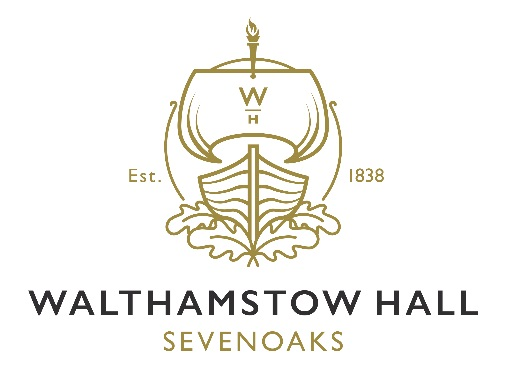 W
H
Est. 1838
WALTHAMSTOW HALL
SEVENOAKS